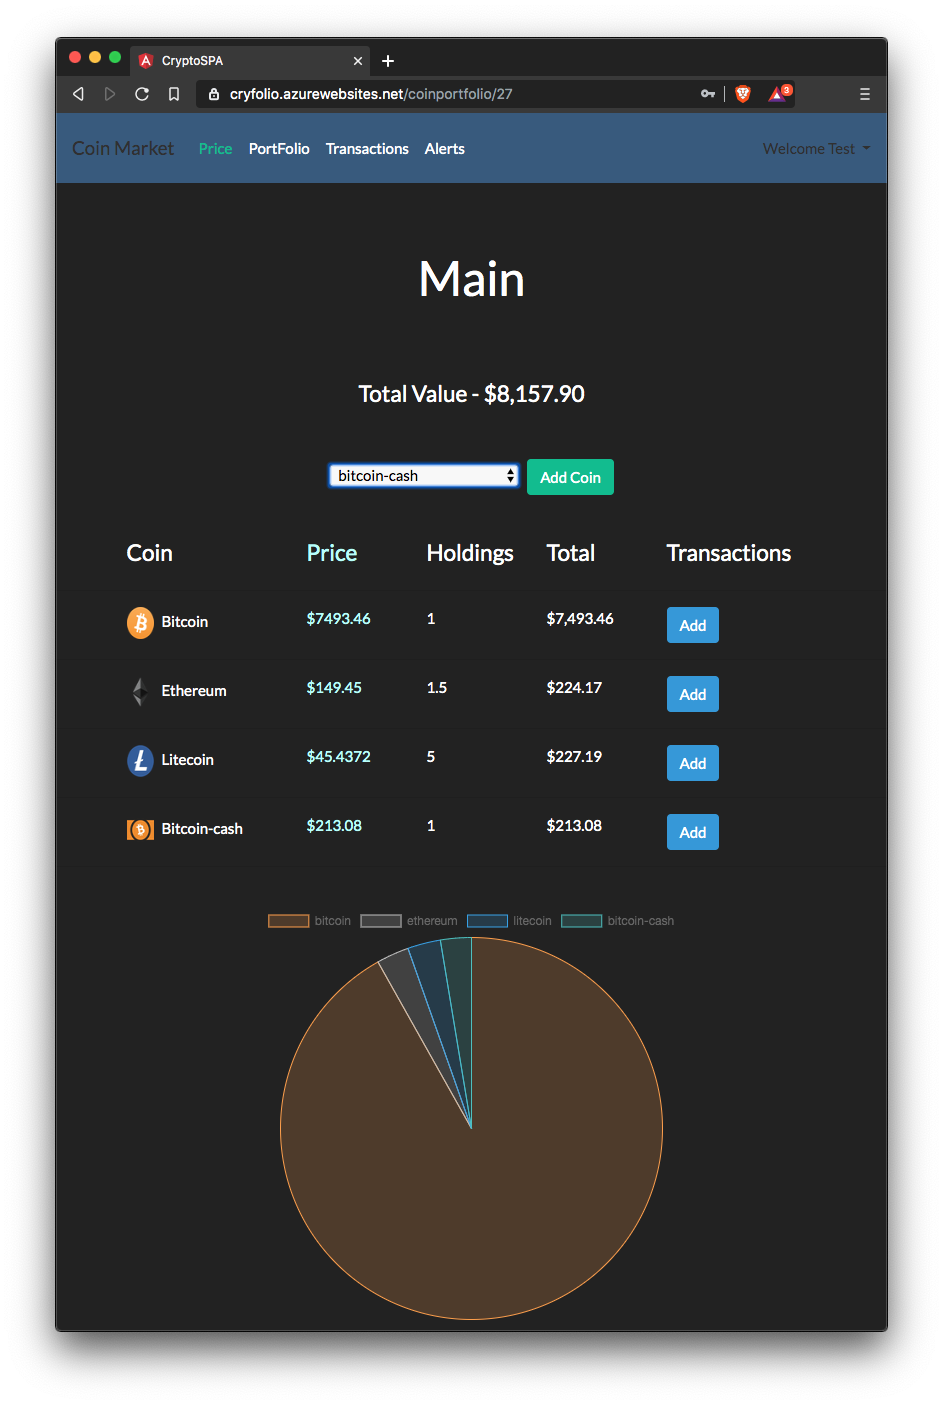 CryptoSPA
cryfolio.azurewebsites.net/coinportfolio/27
3
Coin Market Price PortFolio Transactions Alerts Welcome Test
Main
Total Value - $8,157.90
bitcoin-cash Add Coin
Coin Price Holdings Total Transactions
Bitcoin $7493.46 1 $7,493.46 Add
Ethereum $149.45 1.5 $224.17 Add
Litecoin $45.4372 5 $227.19 Add
Bitcoin-cash $213.08 1 $213.08 Add
bitcoin ethereum litecoin bitcoin-cash